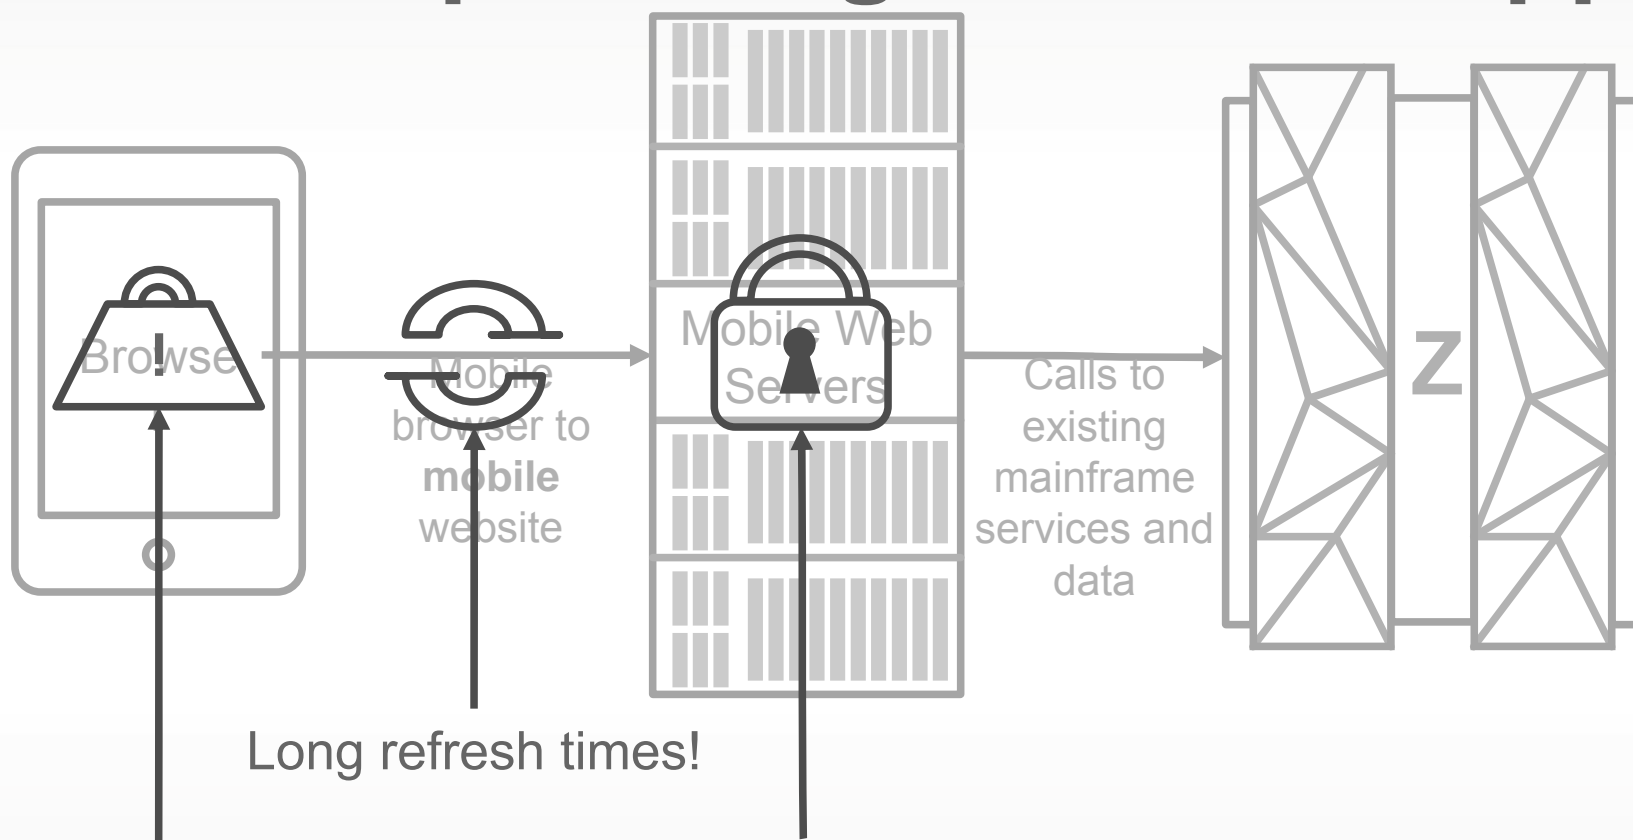 Browse
Mobile
browser to
mobile
website
Mobile Web
Servers
Calls to
existing
mainframe
services and
data
Z
Long refresh times!